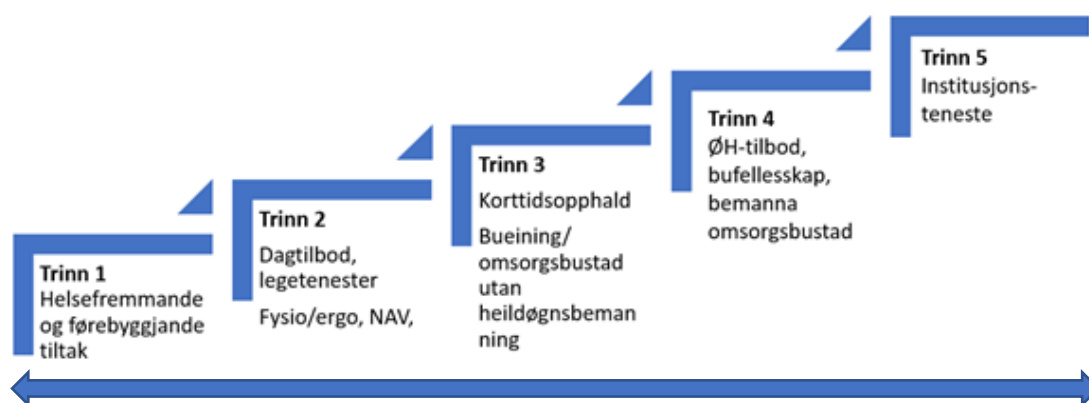 Trinn 1
Helsefremmande
og førebyggjande
tiltak
Trinn 2
Dagtilbod,
legetenester
Fysio/ergo, NAV,
Trinn 3
Korttidsopphald
Bueining/
omsorgsbustad
utan
heildøgnsbeman
ning
Trinn 4
ØH-tilbod,
bufellesskap,
bemanna
omsorgsbustad
Trinn 5
Institusjons-
teneste